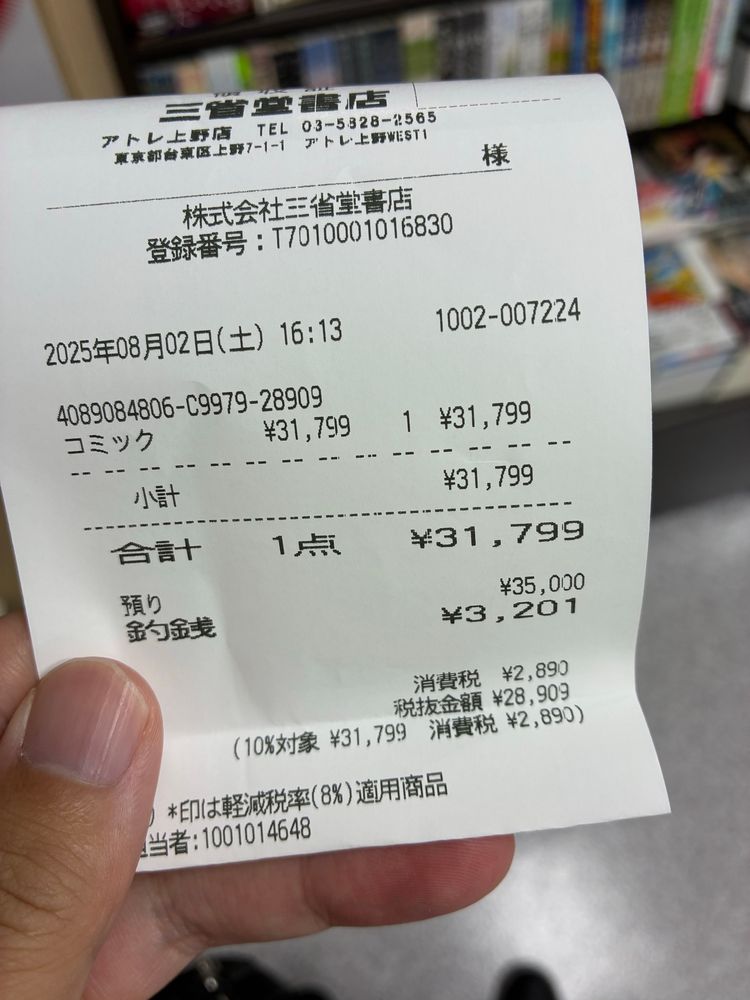 三省堂書店
アトレ上野店 TEL 03-5828-2565
東京都台東区上野7-1-1 アトレ上野WEST1
様
株式会社三省堂書店
登録番号：T7010001016830
2025年08月02日(土) 16:13 1002-007224
4089084806-C9979-28909
コミック ¥31,799 1 ¥31,799
小計 ¥31,799
合計 1点 ¥31,799
預り ¥35,000
釣銭 ¥3,201
消費税 ¥2,890
税抜金額 ¥28,909
(10%対象 ¥31,799 消費税 ¥2,890)
) *印は軽減税率(8%)適用商品
当者:1001014648